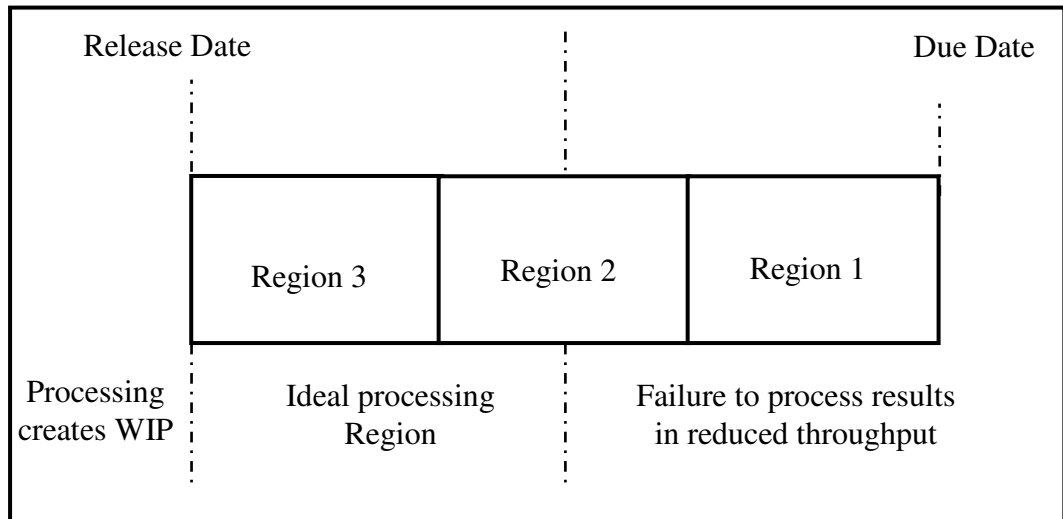 Release Date
Due Date
Region 3
Region 2
Region 1
Processing
creates WIP
Ideal processing
Region
Failure to process results
in reduced throughput